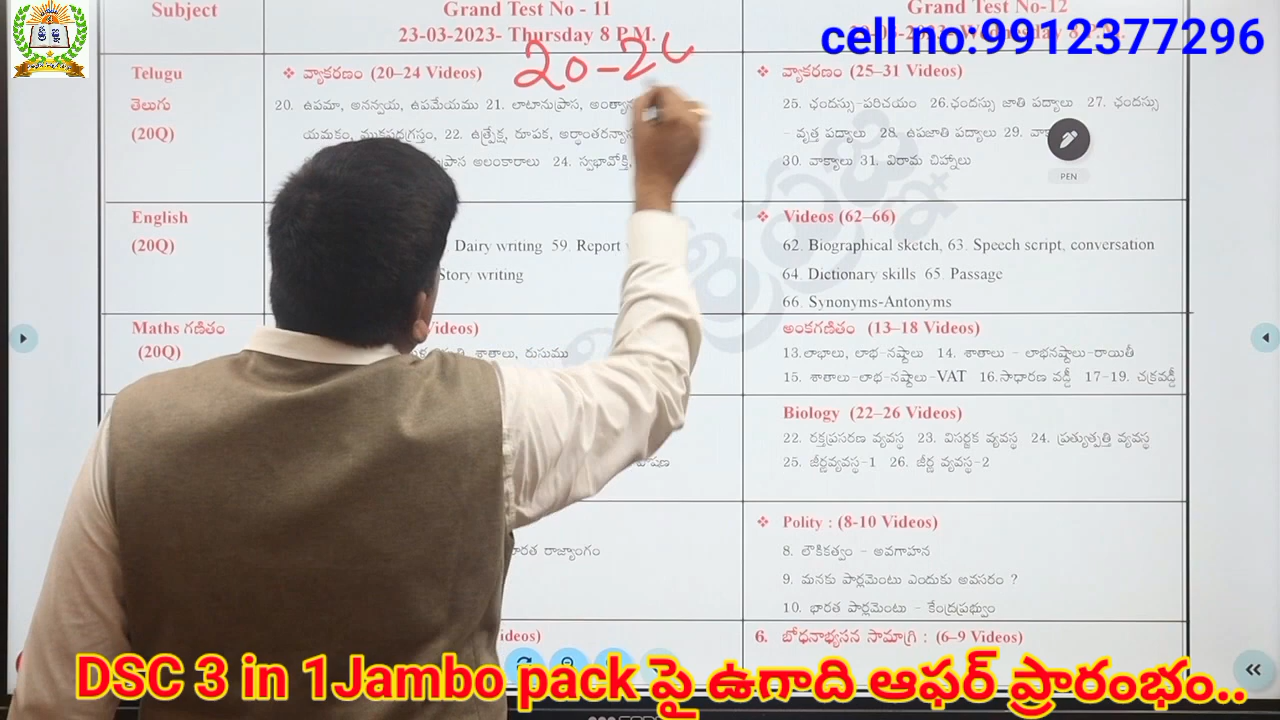 Subject
Grand Test No - 11
23-03-2023- Thursday 8 P.M.
Grand Test No-12
cell no:9912377296
20-2
Telugu
తెలుగు
(20Q)
❖ వ్యాకరణం (20–24 Videos)
20. ఉపమా, అనన్వయ, ఉపమేయము 21. లాటానుప్రాస,
యమకం, ముక్తపదగ్రస్తం, 22. ఉత్ప్రేక్ష, రూపక,
అలంకారాలు 24. స్వభావోక్తి,
❖ వ్యాకరణం (25–31 Videos)
25. ఛందస్సు-పరిచయం 26.ఛందస్సు జాతి పద్యాలు 27. ఛందస్సు
- వృత్త పద్యాలు 28. ఉపజాతి పద్యాలు 29.
30. వాక్యాలు 31. విరామ చిహ్నాలు
PEN
English
(20Q)
Dairy writing 59. Report
Story writing
❖ Videos (62–66)
62. Biographical sketch, 63. Speech script, conversation
64. Dictionary skills 65. Passage
66. Synonyms-Antonyms
Maths గణితం
(20Q)
Videos)
శాతాలు, రుసుము
అంకగణితం (13–18 Videos)
13.లాభాలు, లాభ-నష్టాలు 14. శాతాలు - లాభనష్టాలు-రాయితీ
15. శాతాలు-లాభ-నష్టాలు-VAT 16.సాధారణ వడ్డీ 17-19. చక్రవడ్డీ
Biology (22–26 Videos)
22. రక్తప్రసరణ వ్యవస్థ 23. విసర్జక వ్యవస్థ 24. ప్రత్యుత్పత్తి వ్యవస్థ
25. జీర్ణవ్యవస్థ-1 26. జీర్ణ వ్యవస్థ-2
రాజ్యాంగం
❖ Polity : (8-10 Videos)
8. లౌకికత్వం - అవగాహన
9. మనకు పార్లమెంటు ఎందుకు అవసరం ?
10. భారత పార్లమెంటు - కేంద్రప్రభుత్వం
6. బోధనాభ్యసన సామాగ్రి : (6–9 Videos)
DSC 3 in 1Jambo pack పై ఉగాది ఆఫర్ ప్రారంభం..